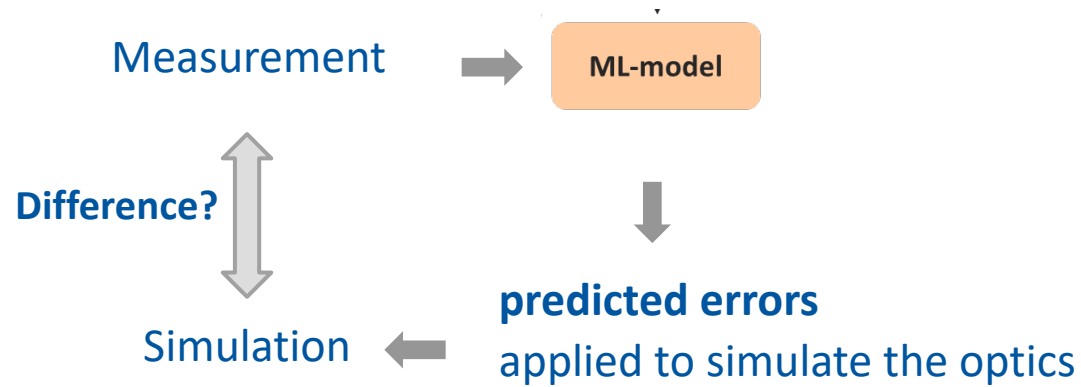 Measurement
ML-model
Difference?
predicted errors
Simulation
applied to simulate the optics